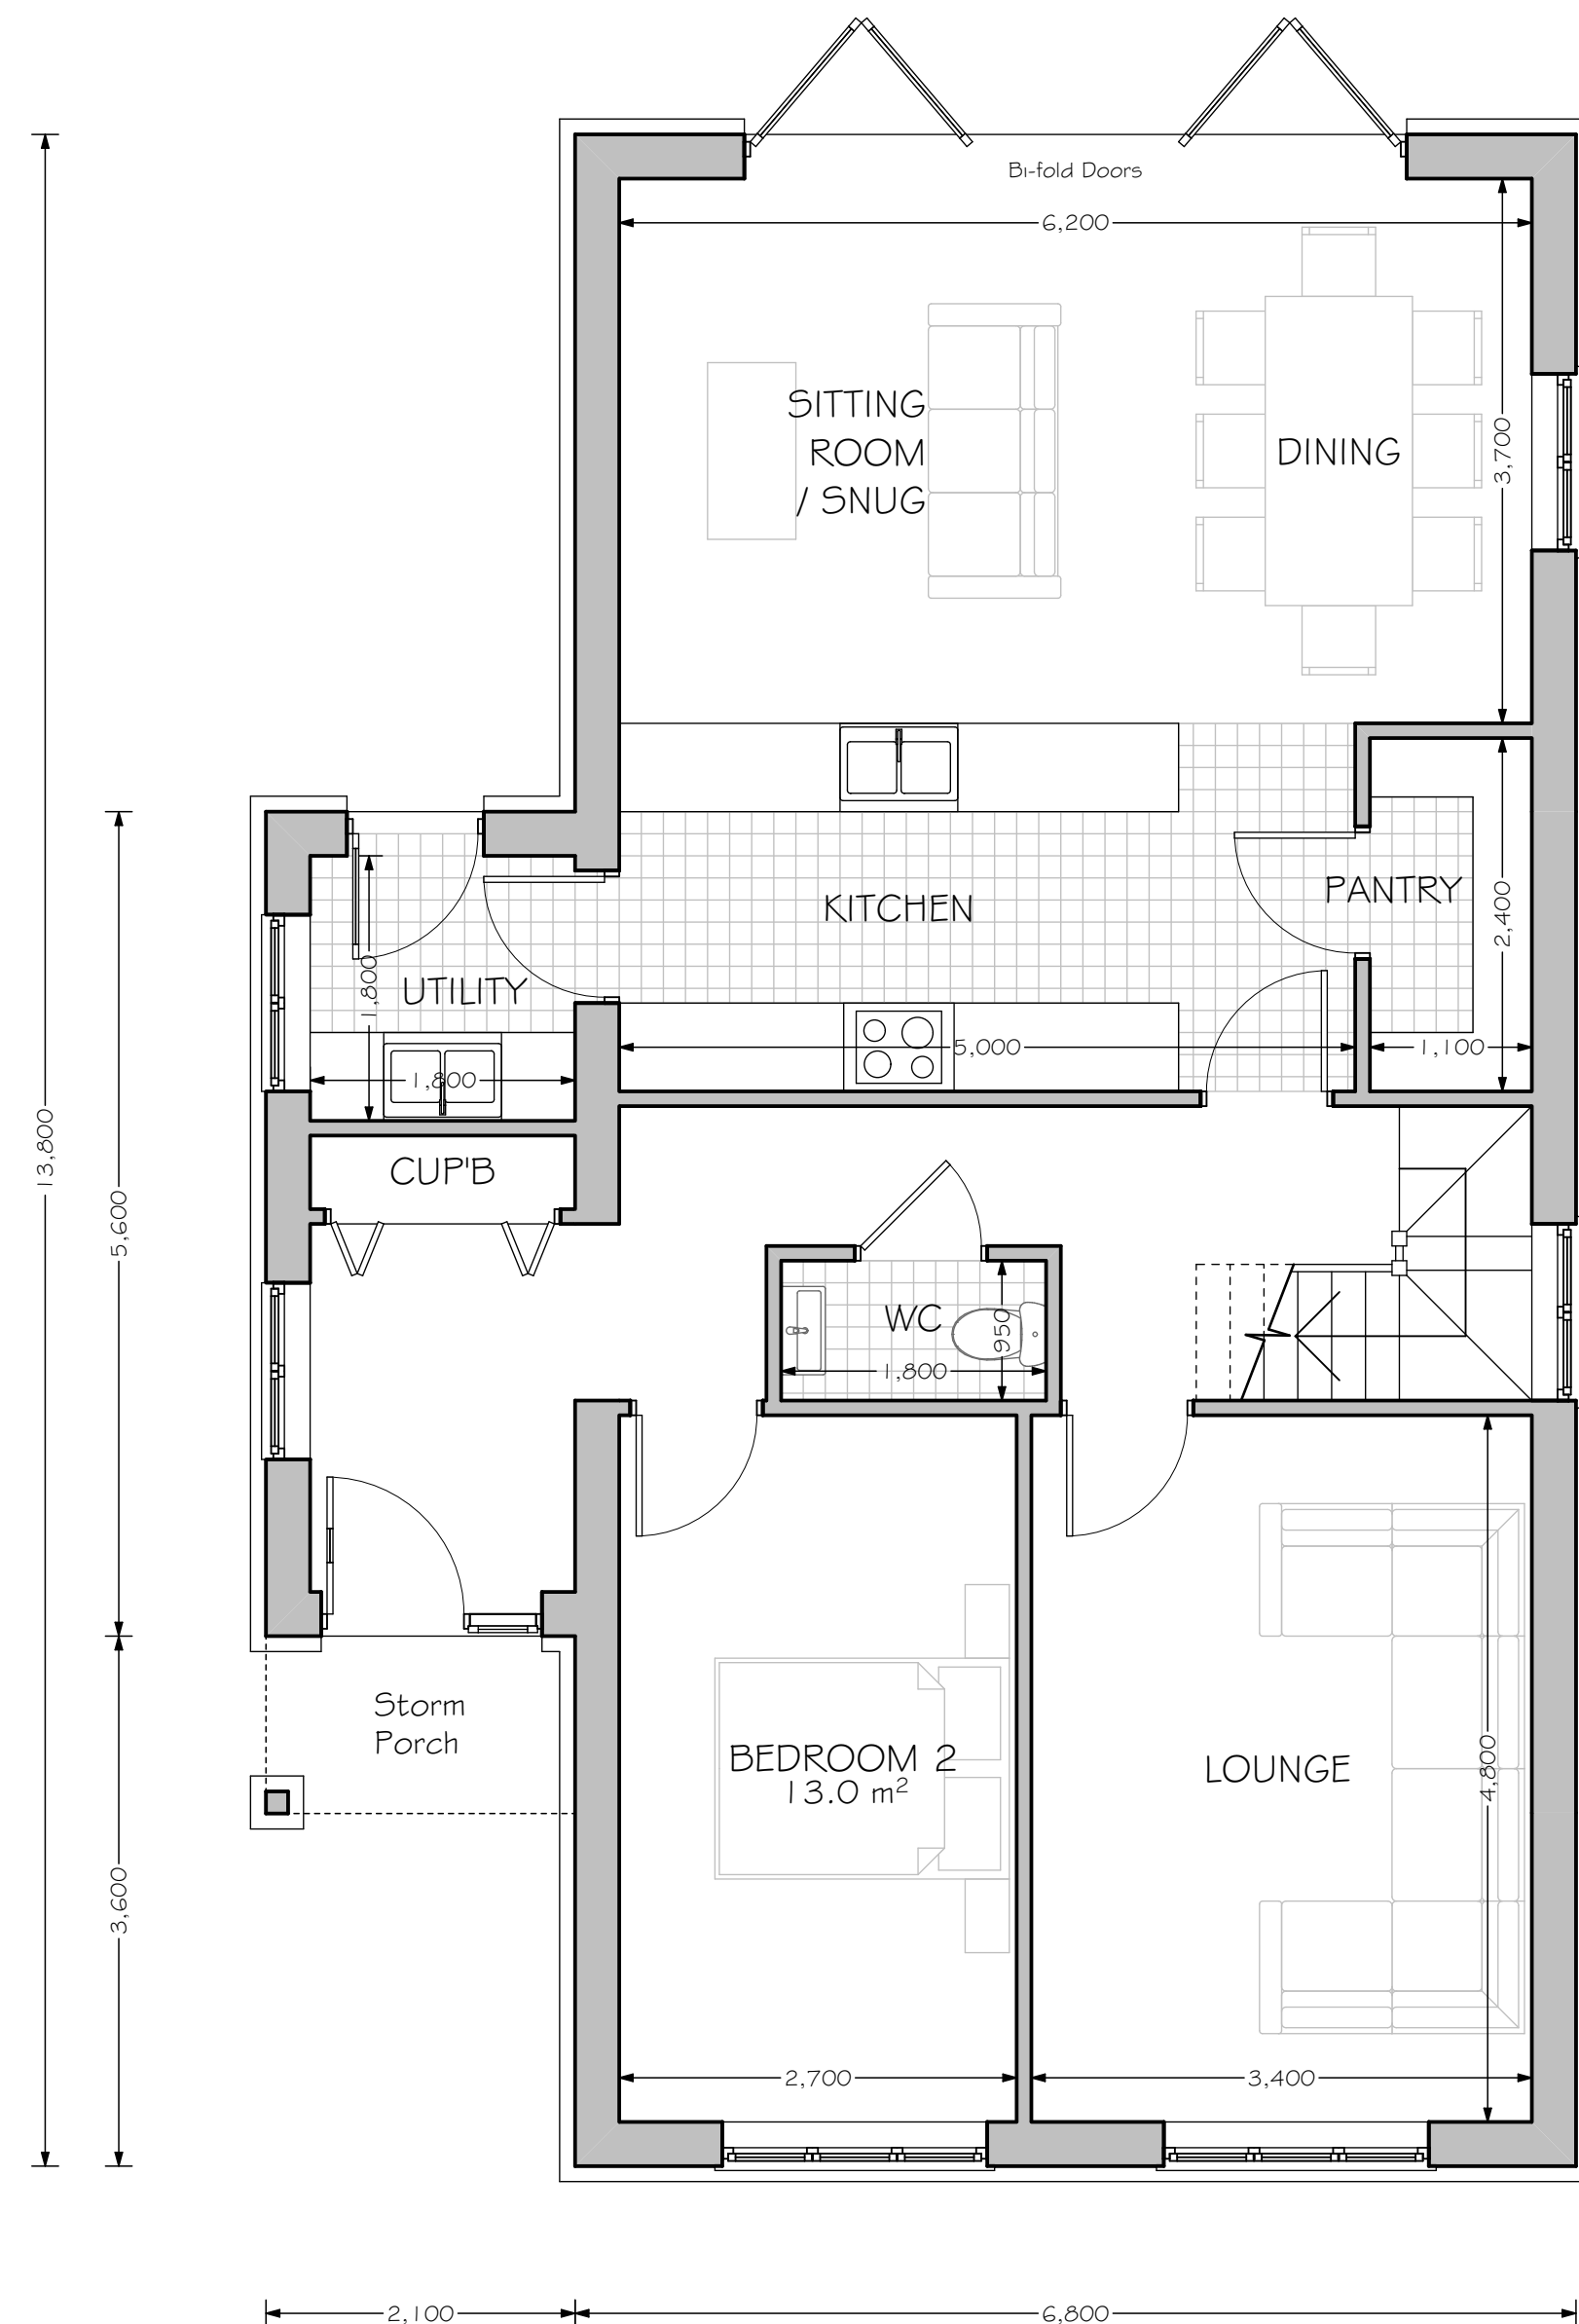 Bi-fold Doors
6,200
SITTING
ROOM
/ SNUG
DINING
3,700
KITCHEN
PANTRY
2,400
UTILITY
1,800
1,800
5,000
1,100
13,800
5,600
CUP'B
WC
950
1,800
Storm
Porch
BEDROOM 2
13.0 m²
LOUNGE
4,800
3,600
2,700
3,400
2,100
6,800